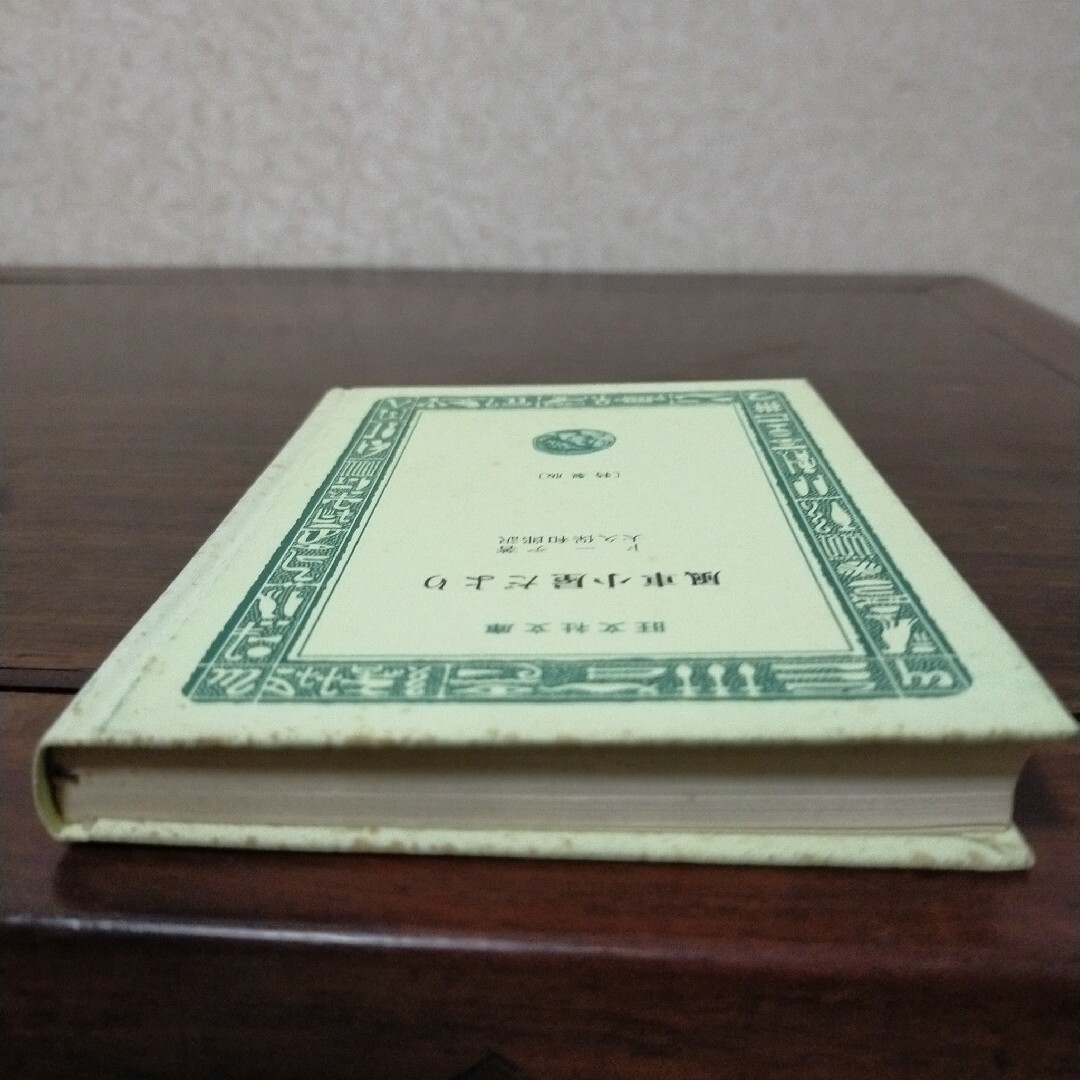 旺文社文庫
風車小屋だより
ドーデ著
大久保和郎訳
〔特製版〕